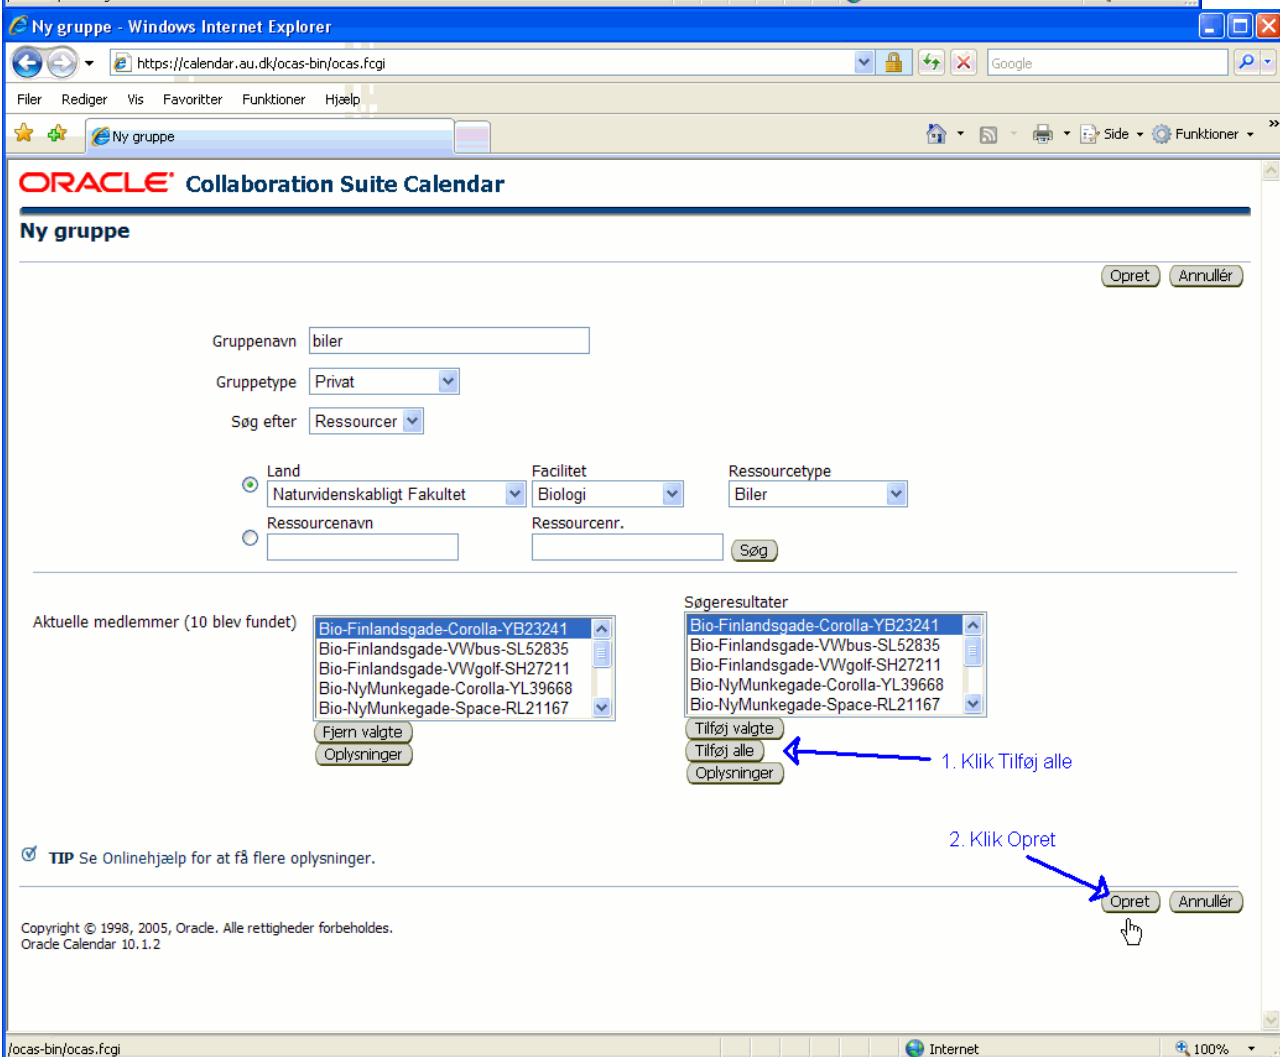 Ny gruppe - Windows Internet Explorer
https://calendar.au.dk/ocas-bin/ocas.fcgi
Google
Filer Rediger Vis Favoritter Funktioner Hjælp
Ny gruppe
Side
Funktioner
»
ORACLE Collaboration Suite Calendar
Ny gruppe
Opret Annullér
Gruppenavn biler
Gruppetype Privat
Søg efter Ressourcer
Land Facilitet Ressourcetype
Naturvidenskabligt Fakultet Biologi Biler
Ressourcenavn Ressourcenr.
Søg
Søgeresultater
Aktuelle medlemmer (10 blev fundet)
Bio-Finlandsgade-Corolla-YB23241
Bio-Finlandsgade-VWbus-SL52835
Bio-Finlandsgade-VWgolf-SH27211
Bio-NyMunkegade-Corolla-YL39668
Bio-NyMunkegade-Space-RL21167
Fjern valgte
Oplysninger
Bio-Finlandsgade-Corolla-YB23241
Bio-Finlandsgade-VWbus-SL52835
Bio-Finlandsgade-VWgolf-SH27211
Bio-NyMunkegade-Corolla-YL39668
Bio-NyMunkegade-Space-RL21167
Tilføj valgte
Tilføj alle
Oplysninger
1. Klik Tilføj alle
2. Klik Opret
TIP Se Onlinehjælp for at få flere oplysninger.
Opret Annullér
Copyright © 1998, 2005, Oracle. Alle rettigheder forbeholdes.
Oracle Calendar 10.1.2
/ocas-bin/ocas.fcgi Internet 100%